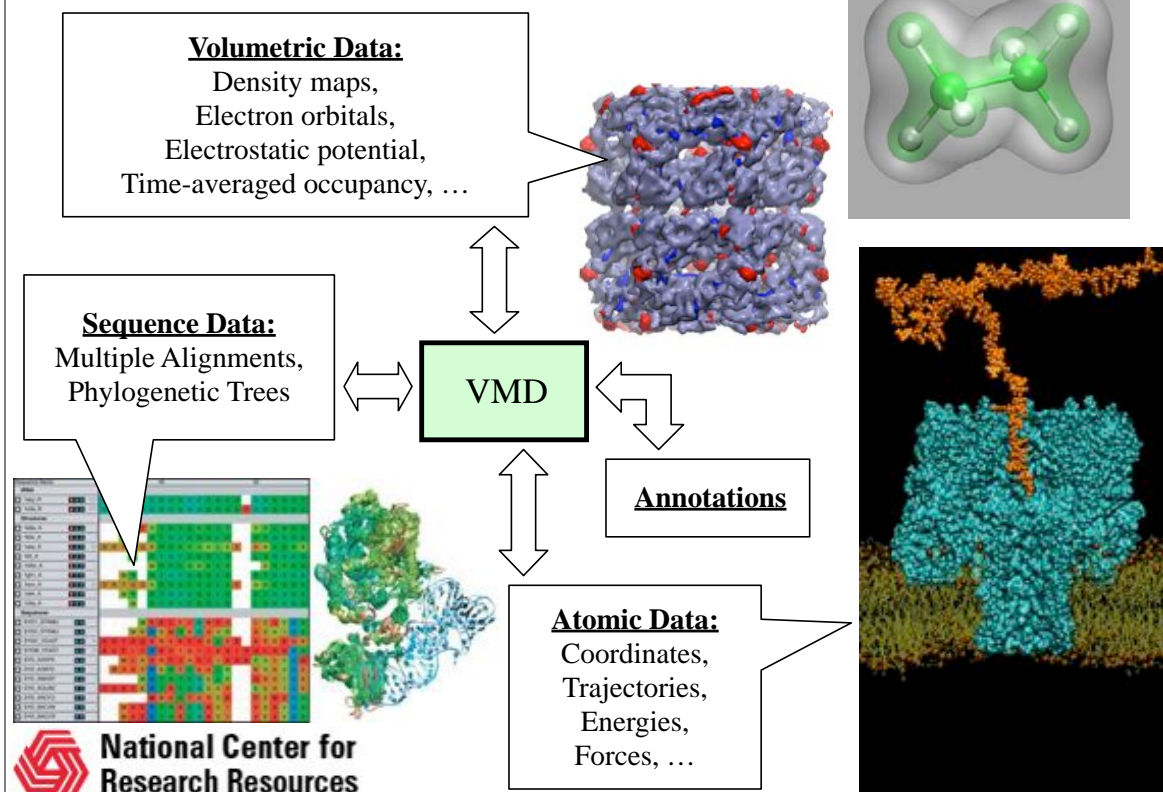 Volumetric Data:
Density maps,
Electron orbitals,
Electrostatic potential,
Time-averaged occupancy, …
Sequence Data:
Multiple Alignments,
Phylogenetic Trees
VMD
Annotations
Atomic Data:
Coordinates,
Trajectories,
Energies,
Forces, …
National Center for
Research Resources